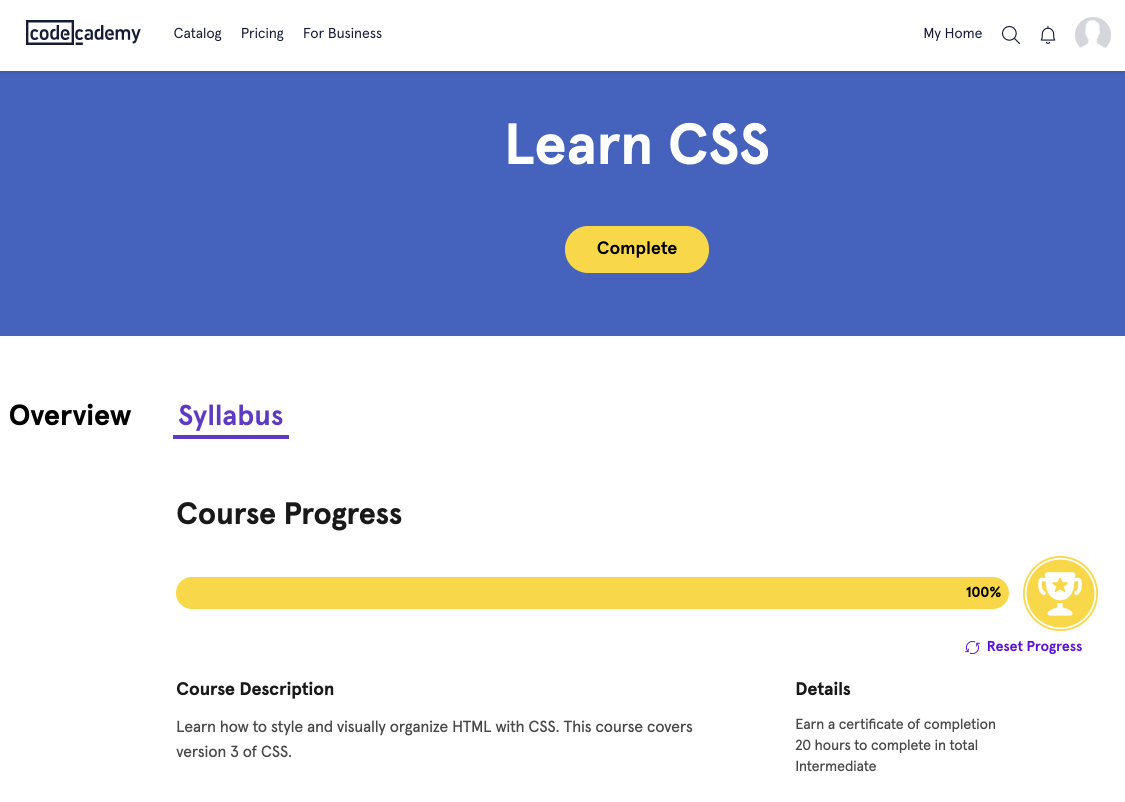 codecademy Catalog Pricing For Business My Home
Learn CSS
Complete
Overview Syllabus
Course Progress
100%
Reset Progress
Course Description
Learn how to style and visually organize HTML with CSS. This course covers
version 3 of CSS.
Details
Earn a certificate of completion
20 hours to complete in total
Intermediate